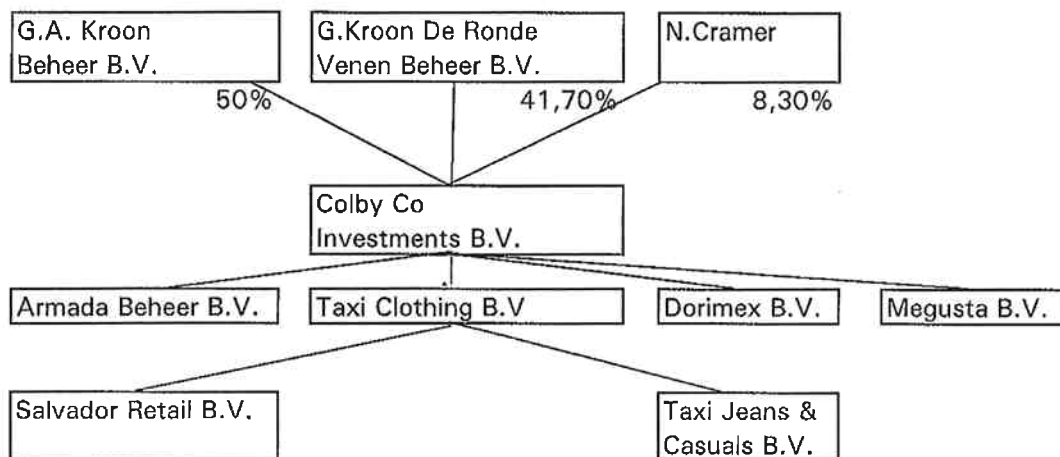 G.A. Kroon
Beheer B.V.
G.Kroon De Ronde
Venen Beheer B.V.
N.Cramer
50%
41,70%
8,30%
Colby Co
Investments B.V.
Armada Beheer B.V.
Taxi Clothing B.V
Dorimex B.V.
Megusta B.V.
Salvador Retail B.V.
Taxi Jeans &
Casuals B.V.